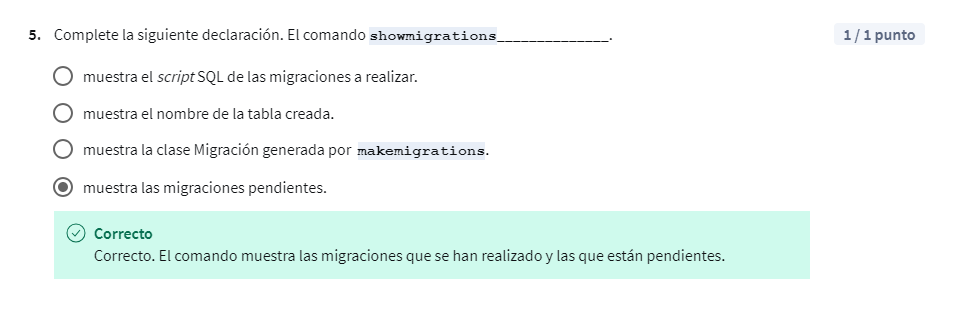 5. Complete la siguiente declaración. El comando showmigrations______________.
1 / 1 punto
muestra el script SQL de las migraciones a realizar.
muestra el nombre de la tabla creada.
muestra la clase Migración generada por makemigrations.
muestra las migraciones pendientes.
Correcto
Correcto. El comando muestra las migraciones que se han realizado y las que están pendientes.